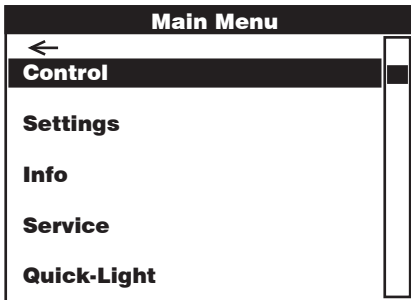 Main Menu
Control
Settings
Info
Service
Quick-Light